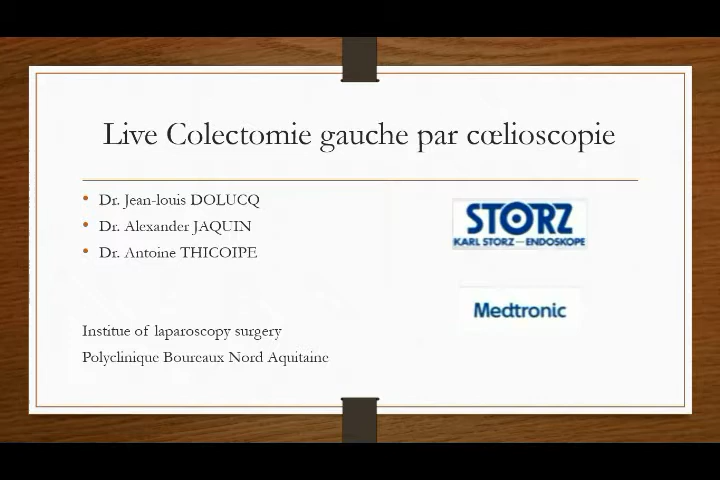 Live Colectomie gauche par cœlioscopie
• Dr. Jean-louis DOLUCQ
• Dr. Alexander JAQUIN
• Dr. Antoine THICOIPE
STORZ
KARL STORZ—ENDOSKOPE
Medtronic
Institue of laparoscopy surgery
Polyclinique Boureaux Nord Aquitaine